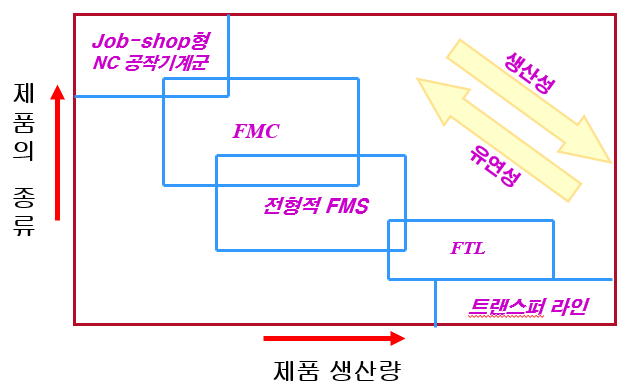 Job-shop형
NC 공작기계군
생산성
유연성
제
품
의
종
류
FMC
전형적 FMS
FTL
트랜스퍼 라인
제품 생산량